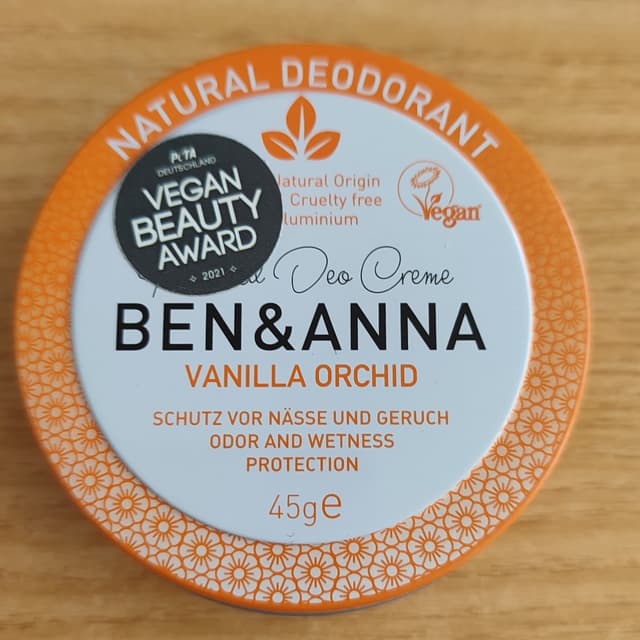 NATURAL DEODORANT
PETA
DEUTSCHLAND
VEGAN
BEAUTY
AWARD
2021
Natural Origin
Cruelty free
luminium
Vegan
Deo Creme
BEN&ANNA
VANILLA ORCHID
SCHUTZ VOR NÄSSE UND GERUCH
ODOR AND WETNESS
PROTECTION
45g℮